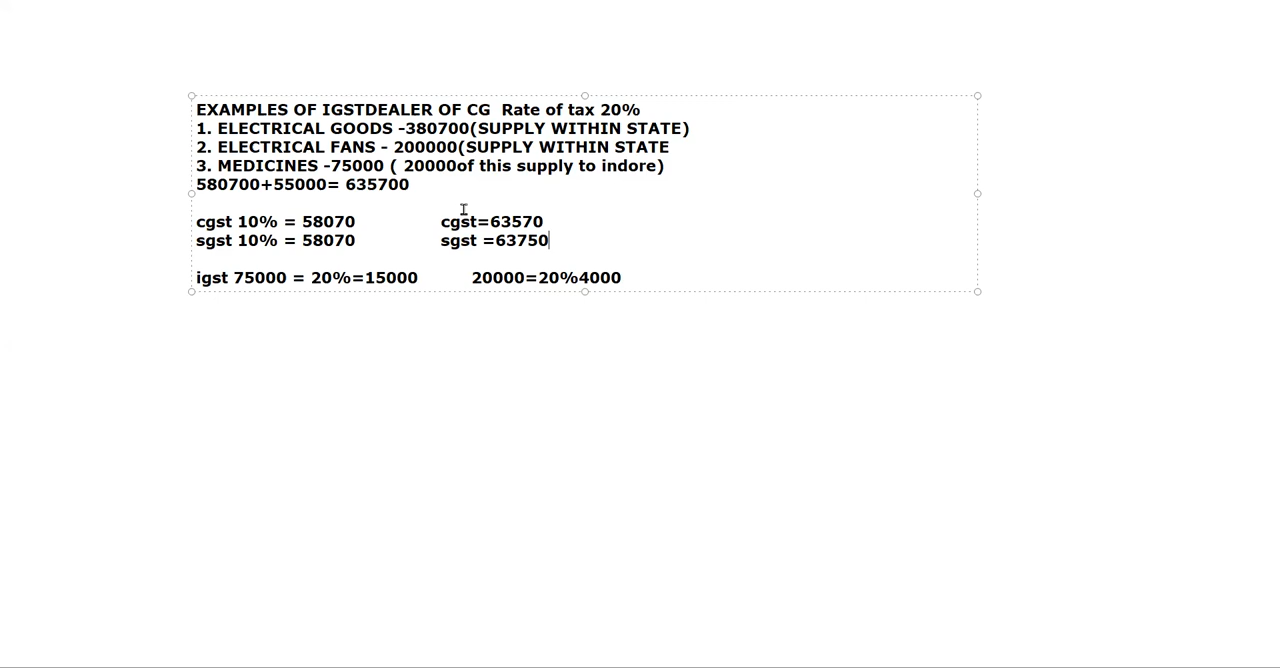 EXAMPLES OF IGSTDEALER OF CG  Rate of tax 20%
1. ELECTRICAL GOODS -380700(SUPPLY WITHIN STATE)
2. ELECTRICAL FANS - 200000(SUPPLY WITHIN STATE
3. MEDICINES -75000 ( 20000of this supply to indore)
580700+55000= 635700
cgst 10% = 58070 cgst=63570
sgst 10% = 58070 sgst =63750
igst 75000 = 20%=15000 20000=20%4000